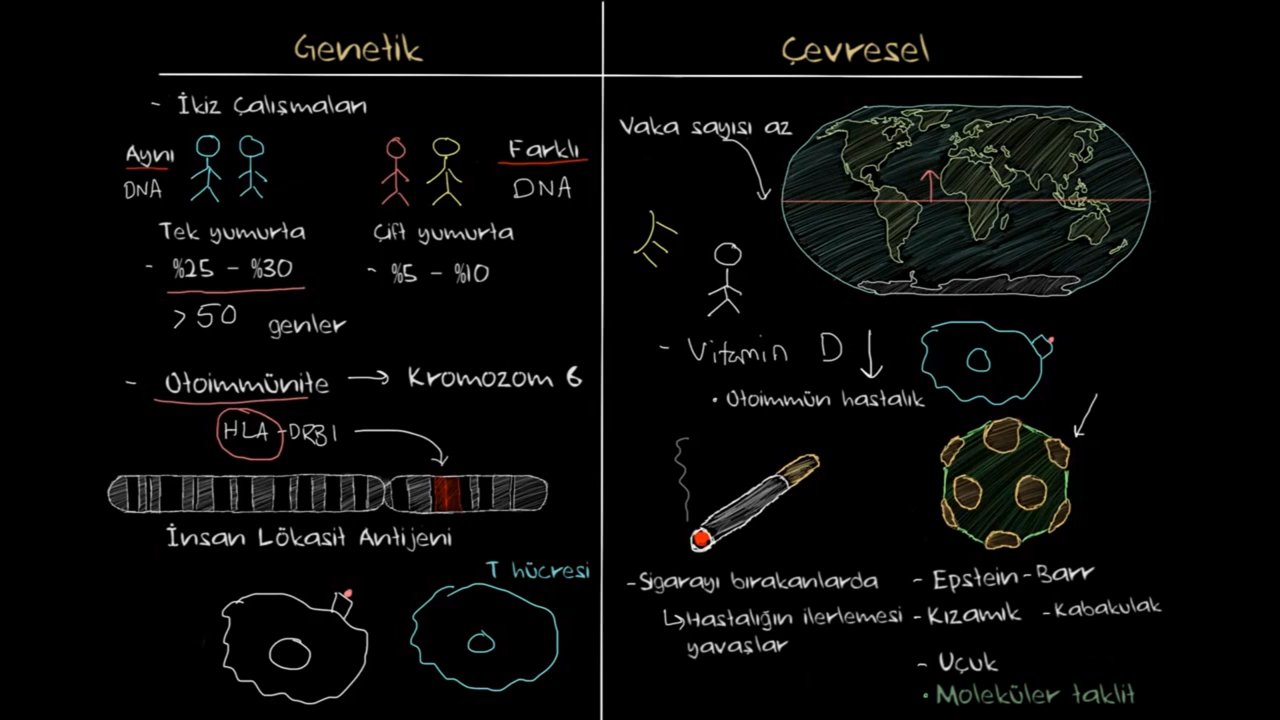 Genetik
- İkiz Çalışmaları
Aynı
DNA
Farklı
DNA
Tek yumurta
Çift yumurta
- %25 - %30
- %5 - %10
>50 genler
- Otoimmünite → Kromozom 6
HLA-DRB1
İnsan Lökasit Antijeni
T hücresi
Çevresel
Vaka sayısı az
- Vitamin D ↓
• Otoimmün hastalık
- Sigarayı bırakanlarda
↳ Hastalığın ilerlemesi
yavaşlar
- Epstein-Barr
- Kızamık - Kabakulak
- Uçuk
• Moleküler taklit